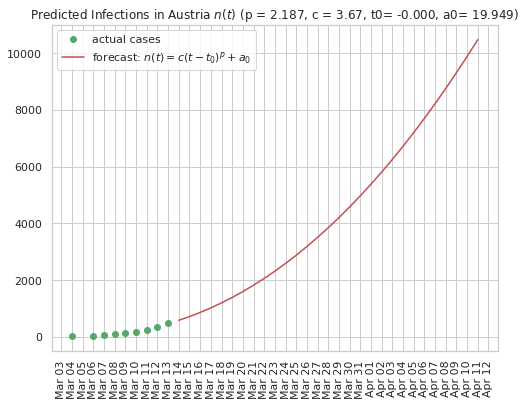 Predicted Infections in Austria n(t) (p = 2.187, c = 3.67, t0= -0.000, a0= 19.949)
actual cases
forecast: n(t) = c(t − t₀)ᵖ + a₀
10000
8000
6000
4000
2000
0
Mar 03
Mar 04
Mar 05
Mar 06
Mar 07
Mar 08
Mar 09
Mar 10
Mar 11
Mar 12
Mar 13
Mar 14
Mar 15
Mar 16
Mar 17
Mar 18
Mar 19
Mar 20
Mar 21
Mar 22
Mar 23
Mar 24
Mar 25
Mar 26
Mar 27
Mar 28
Mar 29
Mar 30
Mar 31
Apr 01
Apr 02
Apr 03
Apr 04
Apr 05
Apr 06
Apr 07
Apr 08
Apr 09
Apr 10
Apr 11
Apr 12